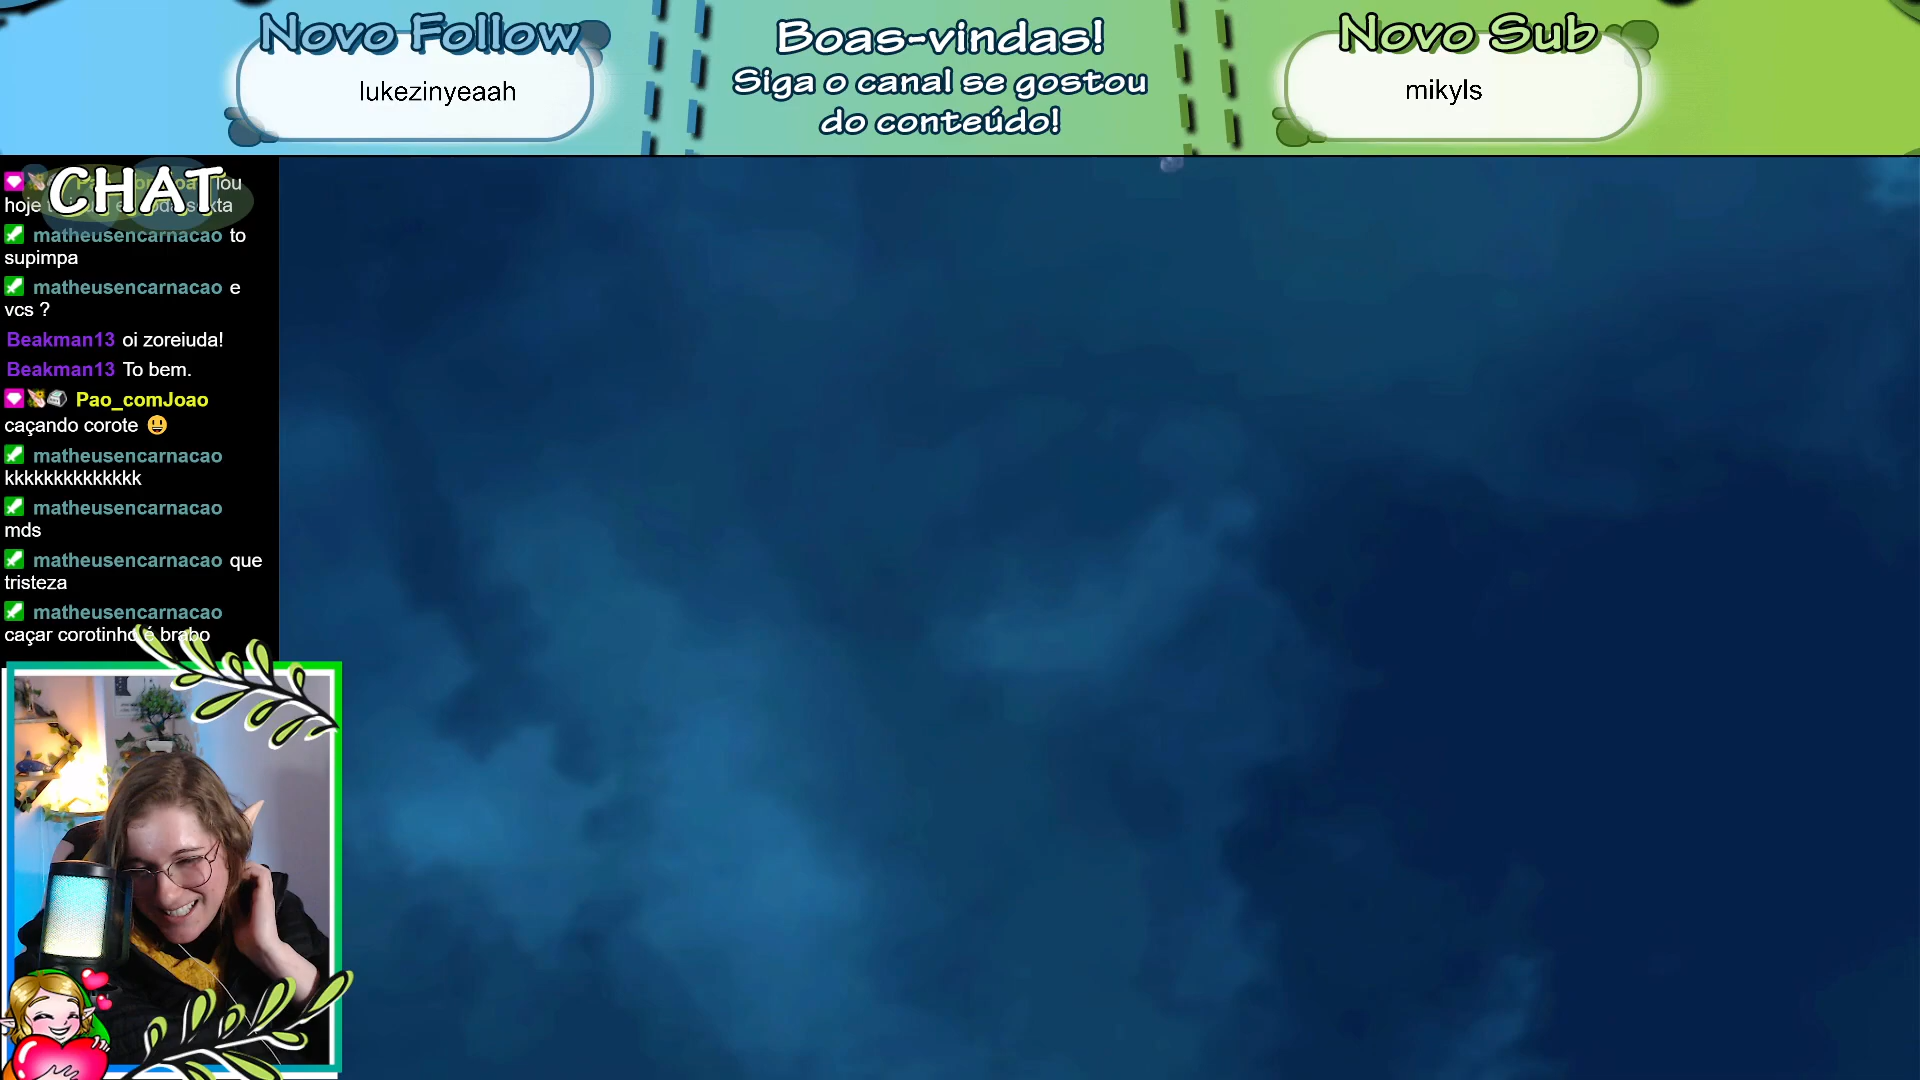 Novo Follow
lukezinyeaah
Boas-vindas!
Siga o canal se gostou
do conteúdo!
Novo Sub
mikyls
CHAT
hoje
matheusencarnacao to
supimpa
matheusencarnacao e
vcs ?
Beakman13 oi zoreiuda!
Beakman13 To bem.
Pao_comJoao
caçando corote
matheusencarnacao
kkkkkkkkkkkkkk
matheusencarnacao
mds
matheusencarnacao que
tristeza
matheusencarnacao
caçar corotinho é brabo